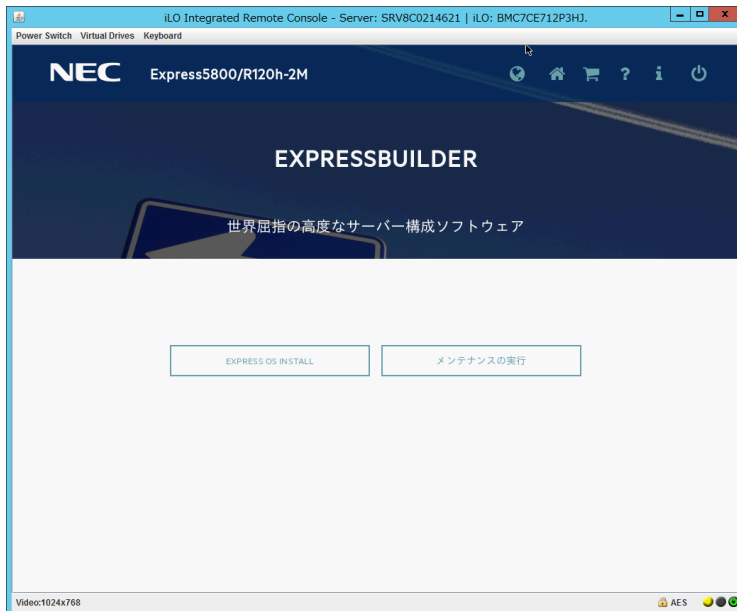 iLO Integrated Remote Console - Server: SRV8C0214621 | iLO: BMC7CE712P3HJ.
Power Switch Virtual Drives Keyboard
NEC Express5800/R120h-2M
EXPRESSBUILDER
世界屈指の高度なサーバー構成ソフトウェア
EXPRESS OS INSTALL メンテナンスの実行
Video:1024x768 AES